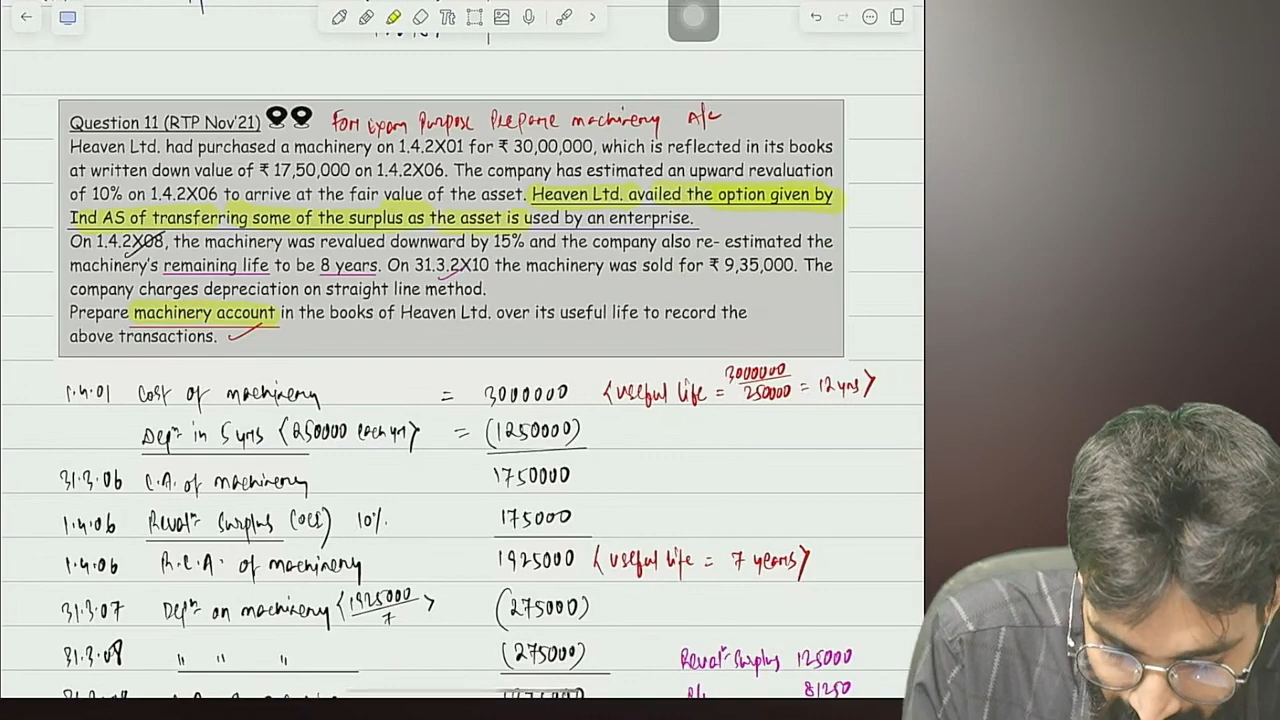 Question 11 (RTP Nov'21) For Exam Purpose Prepare machinery A/c
Heaven Ltd. had purchased a machinery on 1.4.2X01 for ₹ 30,00,000, which is reflected in its books
at written down value of ₹ 17,50,000 on 1.4.2X06. The company has estimated an upward revaluation
of 10% on 1.4.2X06 to arrive at the fair value of the asset. Heaven Ltd. availed the option given by
Ind AS of transferring some of the surplus as the asset is used by an enterprise.
On 1.4.2X08, the machinery was revalued downward by 15% and the company also re- estimated the
machinery's remaining life to be 8 years. On 31.3.2X10 the machinery was sold for ₹ 9,35,000. The
company charges depreciation on straight line method.
Prepare machinery account in the books of Heaven Ltd. over its useful life to record the
above transactions.
1.4.01 Cost of machinery = 3000000 <useful life = 3000000/250000 = 12 yrs>
Depn in 5 yrs <250000 each yr> = (1250000)
31.3.06 C.A. of machinery 1750000
1.4.06 Revaln Surplus (OCI) 10% 175000
1.4.06 R.C.A. of machinery 1925000 <useful life = 7 years>
31.3.07 Depn on machinery <1925000/7> (275000)
31.3.08 " " " (275000)
Revaln Surplus 125000
81250